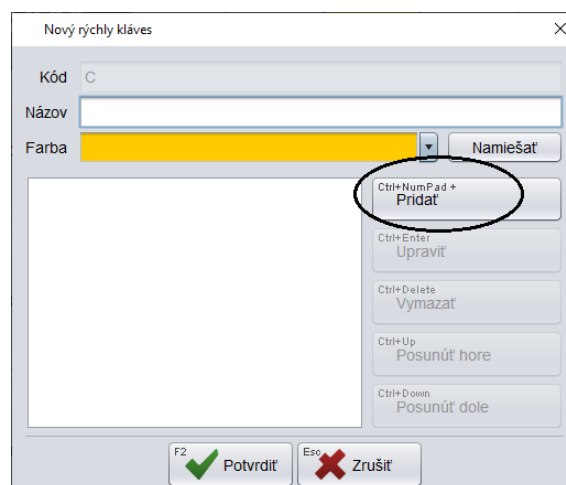 Nový rýchly kláves
Kód C
Názov
Farba Namiešať
Ctrl+NumPad +
Pridať
Ctrl+Enter
Upraviť
Ctrl+Delete
Vymazať
Ctrl+Up
Posunúť hore
Ctrl+Down
Posunúť dole
F2 Potvrdiť Esc Zrušiť